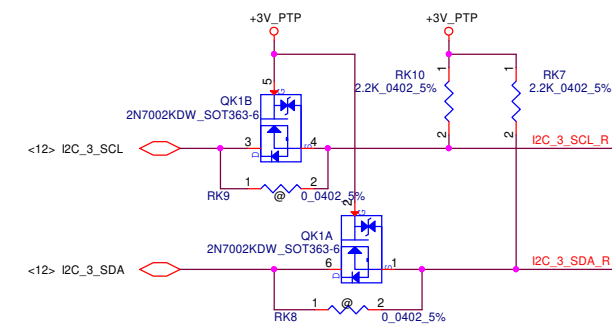 +3V_PTP
+3V_PTP
5
G
QK1B
2N7002KDW_SOT363-6
RK10
2.2K_0402_5%
1
1
RK7
2.2K_0402_5%
2
2
<12> I2C_3_SCL
3
D
S
4
I2C_3_SCL_R
RK9
1
@
2
0_0402_5%
2
G
QK1A
2N7002KDW_SOT363-6
<12> I2C_3_SDA
6
D
S
1
I2C_3_SDA_R
RK8
1
@
2
0_0402_5%